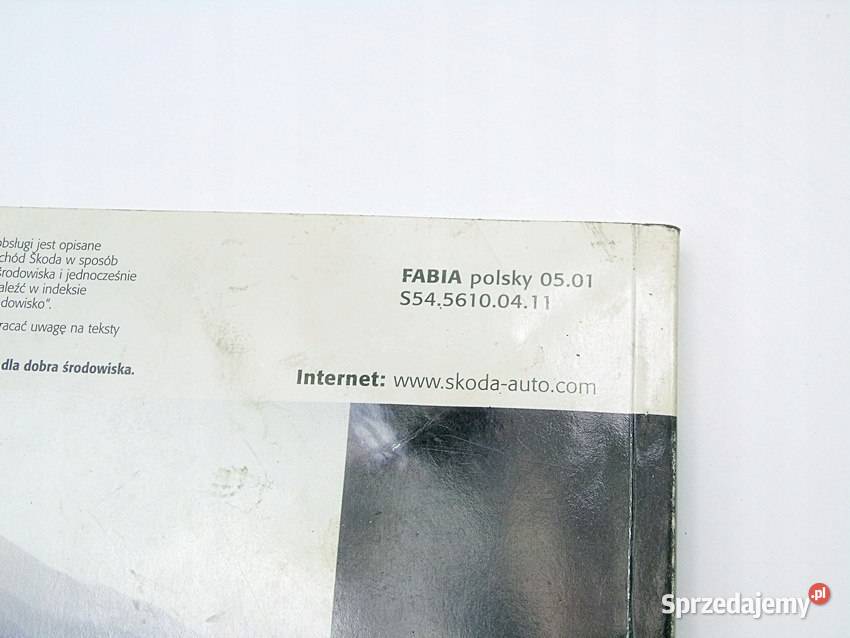 obsługi jest opisane
chód Škoda w sposób
środowiska i jednocześnie
aleźć w indeksie
dowisko“.
racać uwagę na teksty
dla dobra środowiska.
FABIA polsky 05.01
S54.5610.04.11
Internet: www.skoda-auto.com
Sprzedajemy.pl